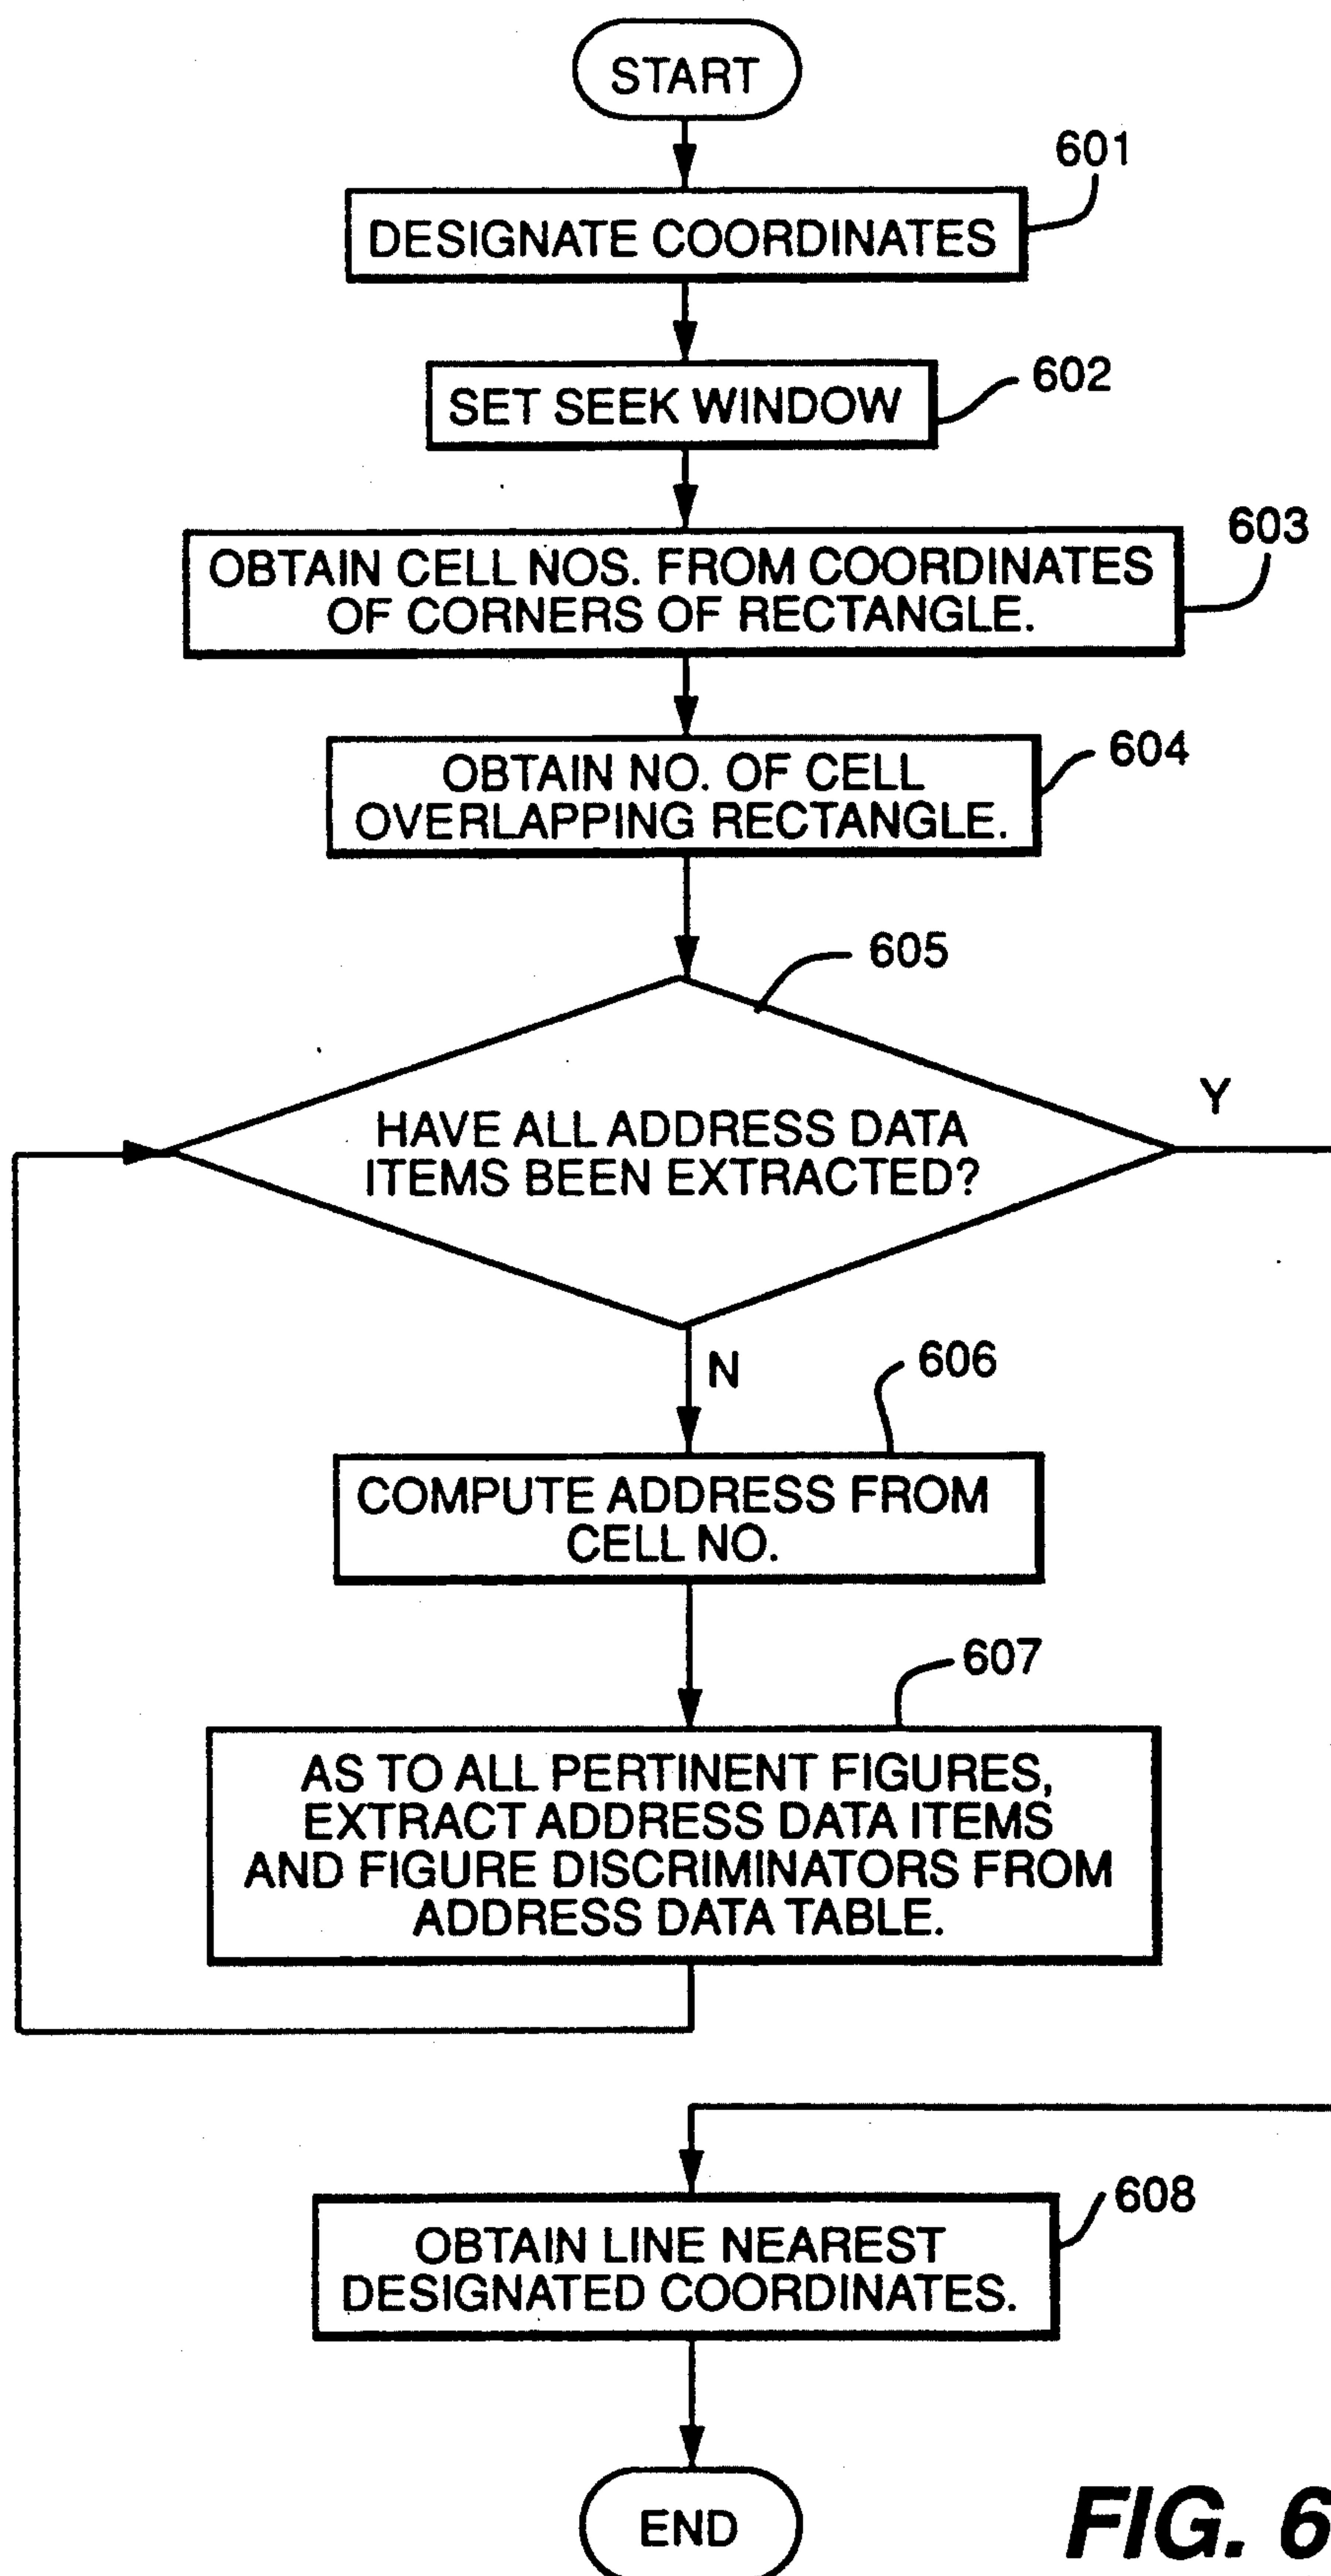 START
601
DESIGNATE COORDINATES
602
SET SEEK WINDOW
603
OBTAIN CELL NOS. FROM COORDINATES
OF CORNERS OF RECTANGLE.
604
OBTAIN NO. OF CELL
OVERLAPPING RECTANGLE.
605
Y
HAVE ALL ADDRESS DATA
ITEMS BEEN EXTRACTED?
N
606
COMPUTE ADDRESS FROM
CELL NO.
607
AS TO ALL PERTINENT FIGURES,
EXTRACT ADDRESS DATA ITEMS
AND FIGURE DISCRIMINATORS FROM
ADDRESS DATA TABLE.
608
OBTAIN LINE NEAREST
DESIGNATED COORDINATES.
END
FIG. 6